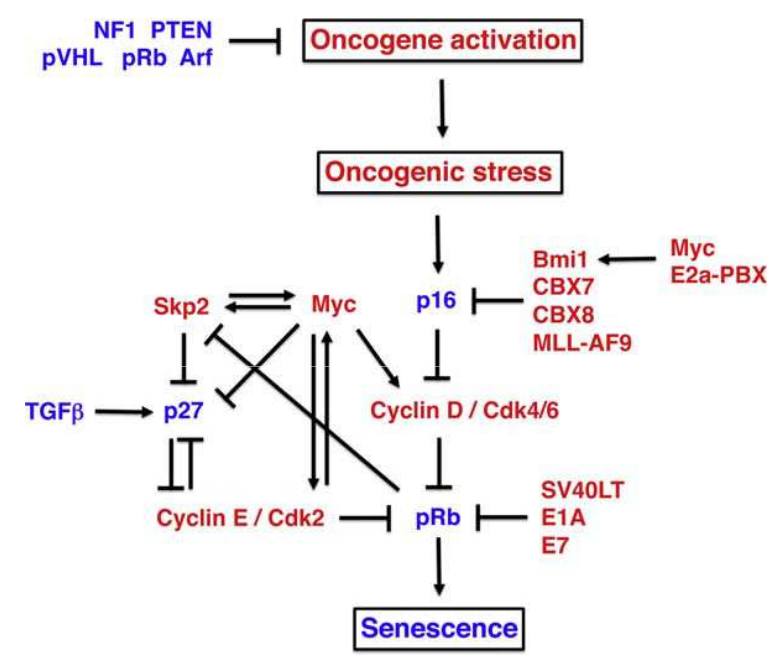 NF1 PTEN
pVHL pRb Arf
Oncogene activation
Oncogenic stress
Bmi1
CBX7
CBX8
MLL-AF9
Myc
E2a-PBX
Skp2
Myc
p16
TGFβ
p27
Cyclin D / Cdk4/6
Cyclin E / Cdk2
pRb
SV40LT
E1A
E7
Senescence